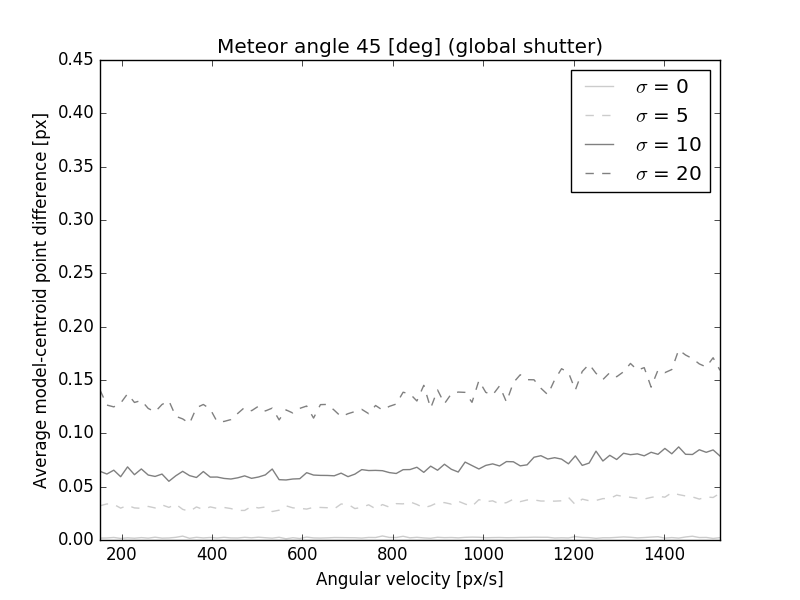 Meteor angle 45 [deg] (global shutter)
σ = 0
σ = 5
σ = 10
σ = 20
Average model-centroid point difference [px]
0.45
0.40
0.35
0.30
0.25
0.20
0.15
0.10
0.05
0.00
200 400 600 800 1000 1200 1400
Angular velocity [px/s]